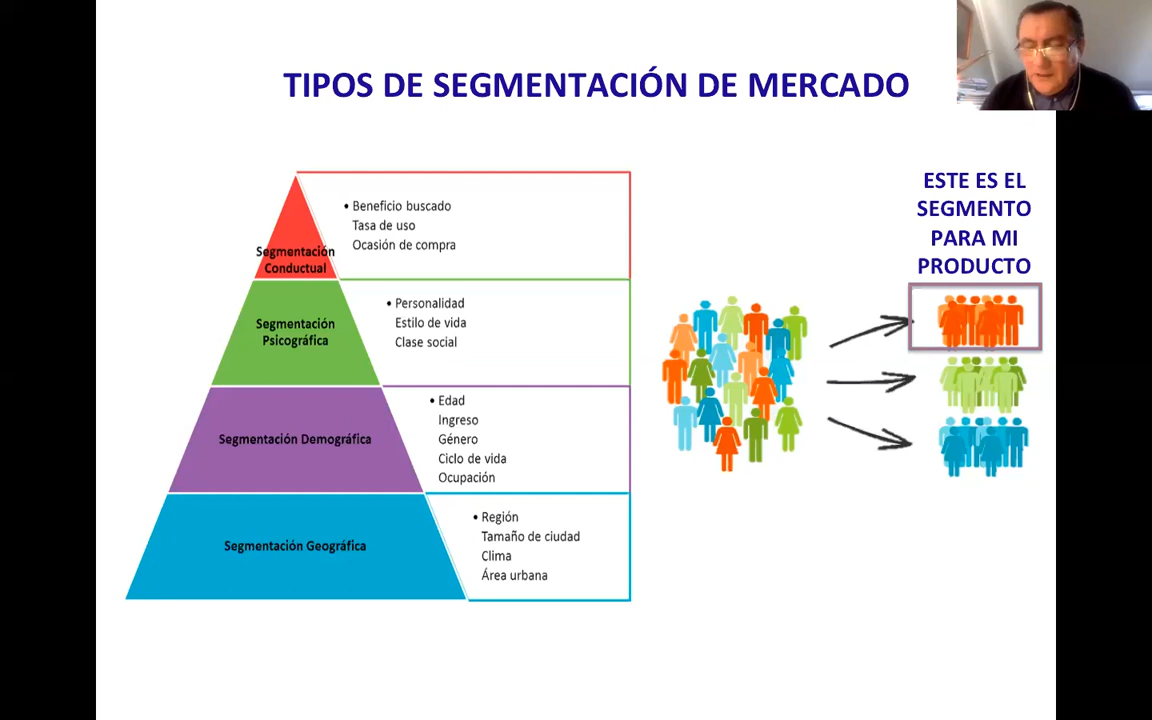 TIPOS DE SEGMENTACIÓN DE MERCADO
Segmentación
Conductual
• Beneficio buscado
Tasa de uso
Ocasión de compra
Segmentación
Psicográfica
• Personalidad
Estilo de vida
Clase social
Segmentación Demográfica
• Edad
Ingreso
Género
Ciclo de vida
Ocupación
Segmentación Geográfica
• Región
Tamaño de ciudad
Clima
Área urbana
ESTE ES EL
SEGMENTO
PARA MI
PRODUCTO